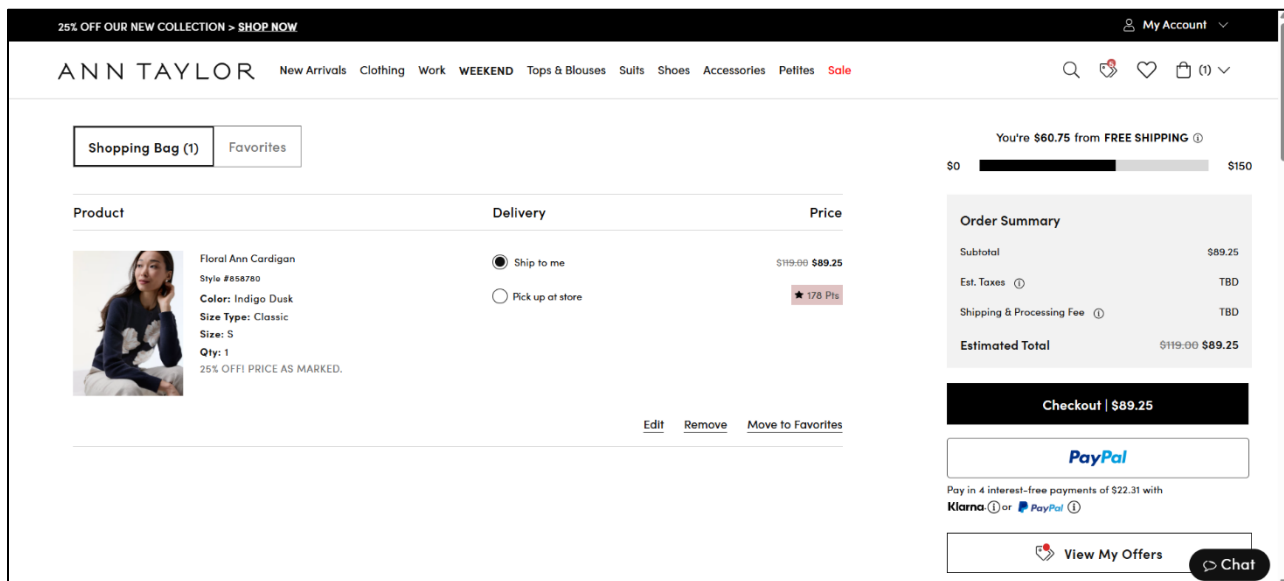 25% OFF OUR NEW COLLECTION > SHOP NOW
My Account
ANN TAYLOR
New Arrivals Clothing Work WEEKEND Tops & Blouses Suits Shoes Accessories Petites Sale
(1)
Shopping Bag (1)
Favorites
You're $60.75 from FREE SHIPPING
$0 $150
Product Delivery Price
Floral Ann Cardigan
Style #858780
Color: Indigo Dusk
Size Type: Classic
Size: S
Qty: 1
25% OFF! PRICE AS MARKED.
Ship to me
Pick up at store
$119.00 $89.25
★ 178 Pts
Edit Remove Move to Favorites
Order Summary
Subtotal $89.25
Est. Taxes TBD
Shipping & Processing Fee TBD
Estimated Total $119.00 $89.25
Checkout | $89.25
PayPal
Pay in 4 interest-free payments of $22.31 with
Klarna. or PayPal
View My Offers
Chat